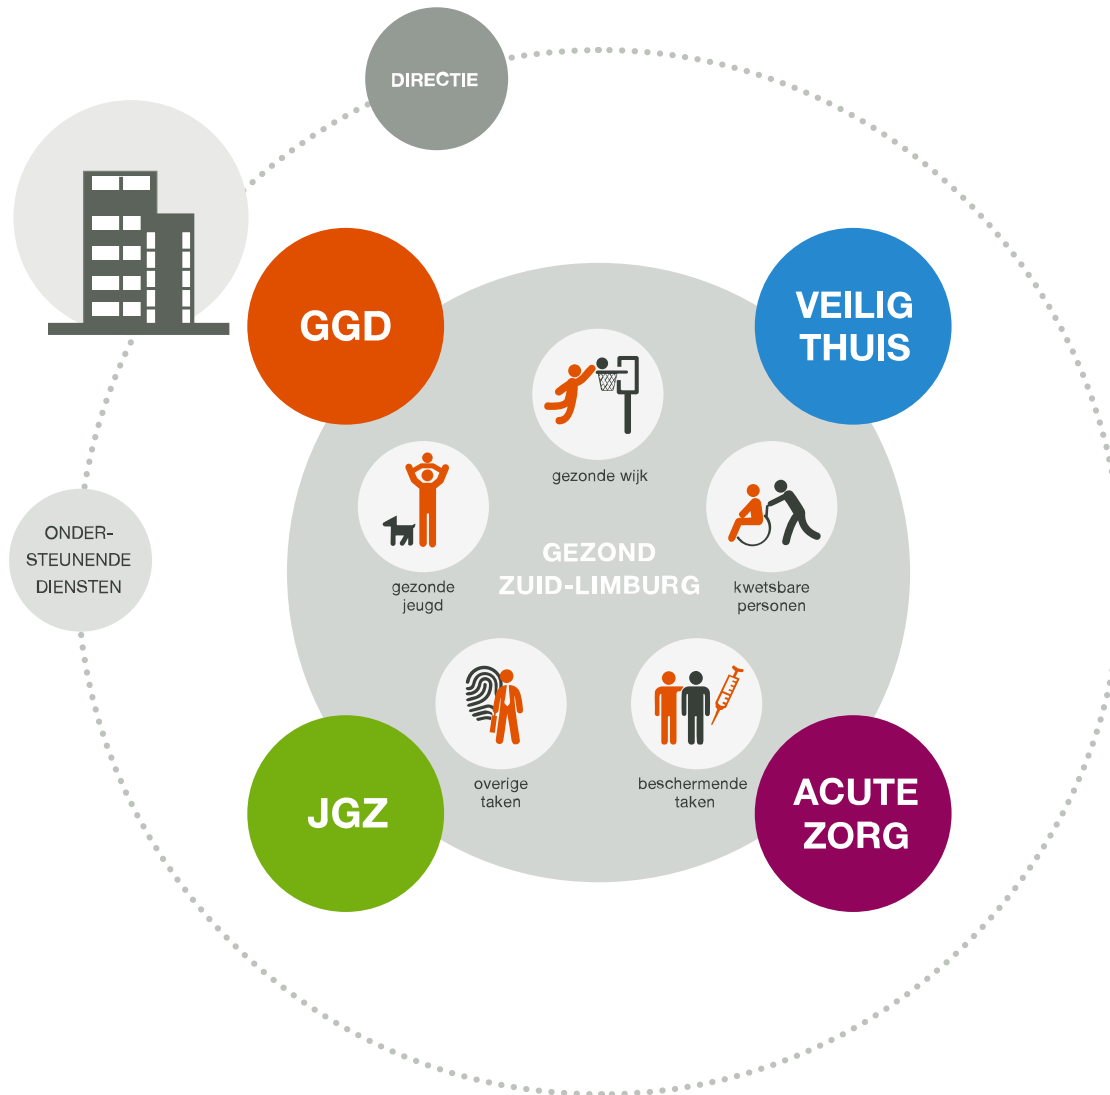 DIRECTIE
GGD
VEILIG
THUIS
gezonde wijk
gezonde
jeugd
GEZOND
ZUID-LIMBURG
kwetsbare
personen
ONDER-
STEUNENDE
DIENSTEN
overige
taken
beschermende
taken
JGZ
ACUTE
ZORG